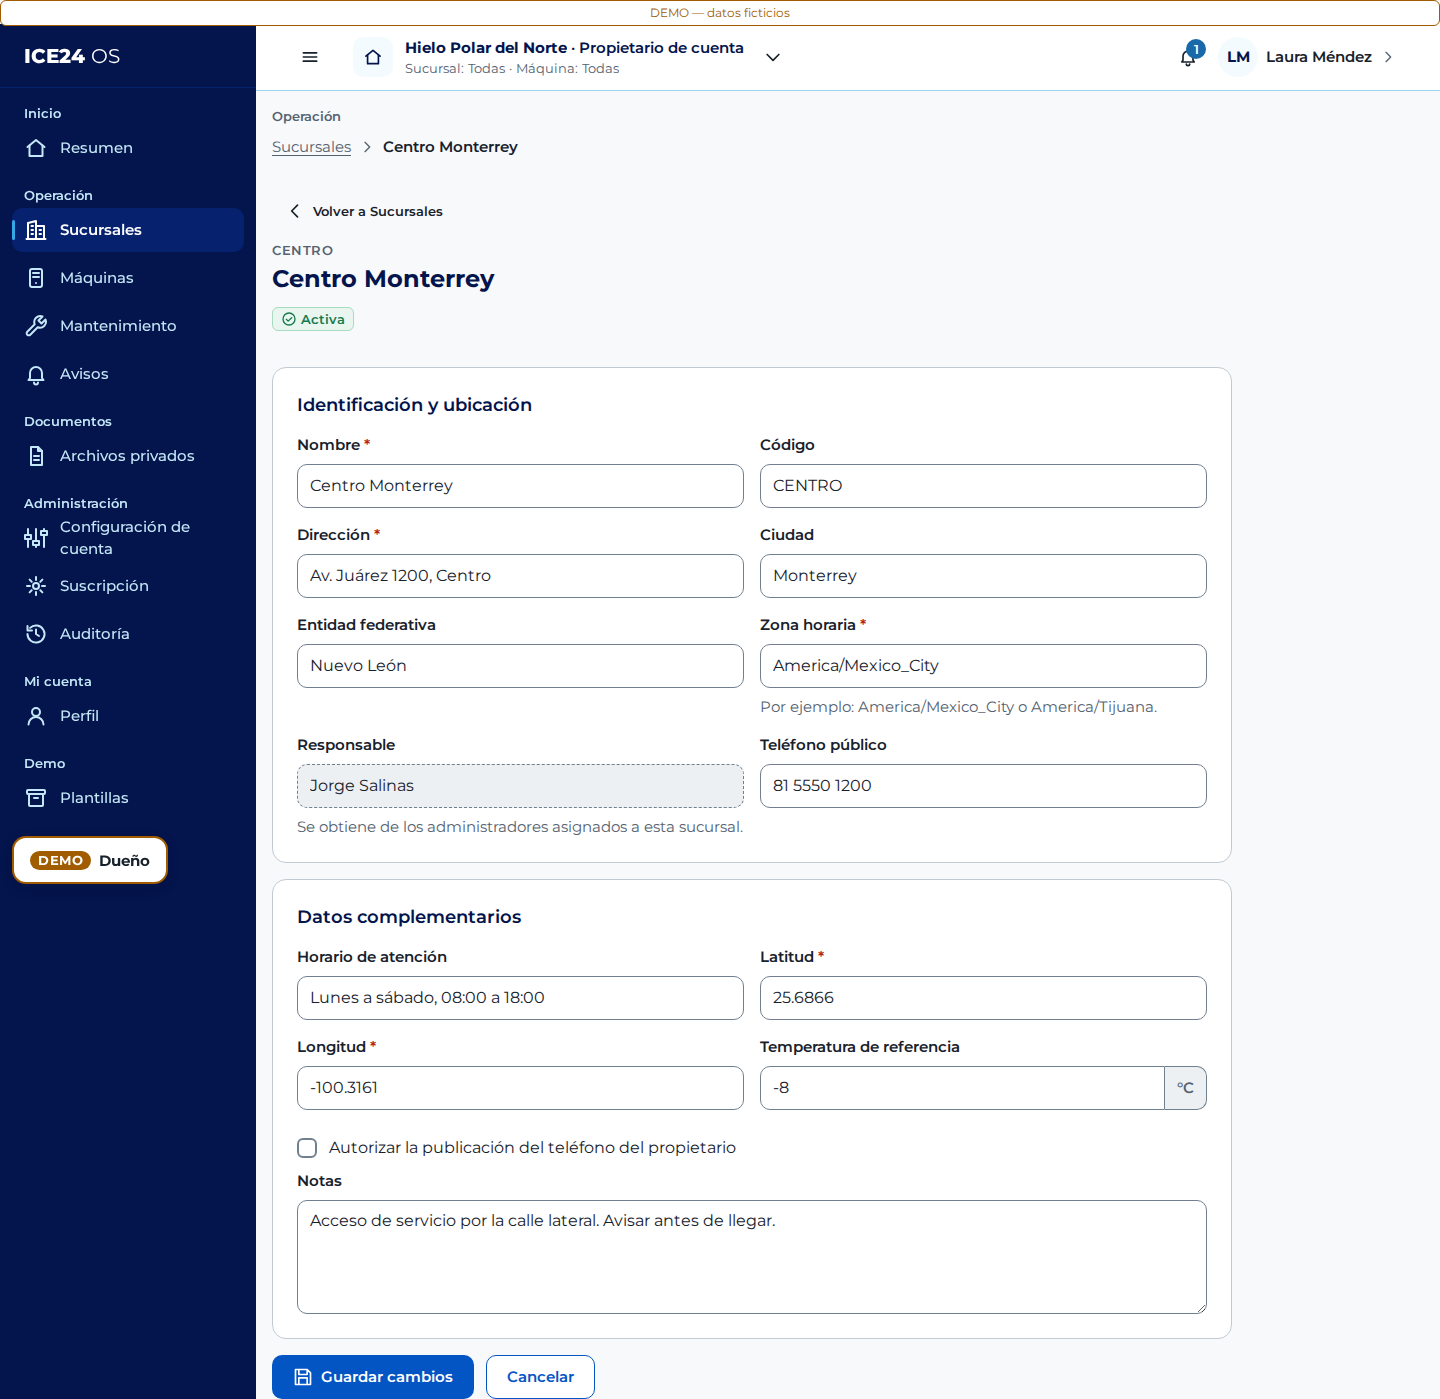 DEMO — datos ficticios
ICE24 OS
Inicio
Resumen
Operación
Sucursales
Máquinas
Mantenimiento
Avisos
Documentos
Archivos privados
Administración
Configuración de
cuenta
Suscripción
Auditoría
Mi cuenta
Perfil
Demo
Plantillas
DEMO Dueño
Hielo Polar del Norte · Propietario de cuenta
Sucursal: Todas · Máquina: Todas
1
LM Laura Méndez
Operación
Sucursales > Centro Monterrey
Volver a Sucursales
CENTRO
Centro Monterrey
Activa
Identificación y ubicación
Nombre *
Centro Monterrey
Código
CENTRO
Dirección *
Av. Juárez 1200, Centro
Ciudad
Monterrey
Entidad federativa
Nuevo León
Zona horaria *
America/Mexico_City
Por ejemplo: America/Mexico_City o America/Tijuana.
Responsable
Jorge Salinas
Se obtiene de los administradores asignados a esta sucursal.
Teléfono público
81 5550 1200
Datos complementarios
Horario de atención
Lunes a sábado, 08:00 a 18:00
Latitud *
25.6866
Longitud *
-100.3161
Temperatura de referencia
-8
°C
Autorizar la publicación del teléfono del propietario
Notas
Acceso de servicio por la calle lateral. Avisar antes de llegar.
Guardar cambios
Cancelar